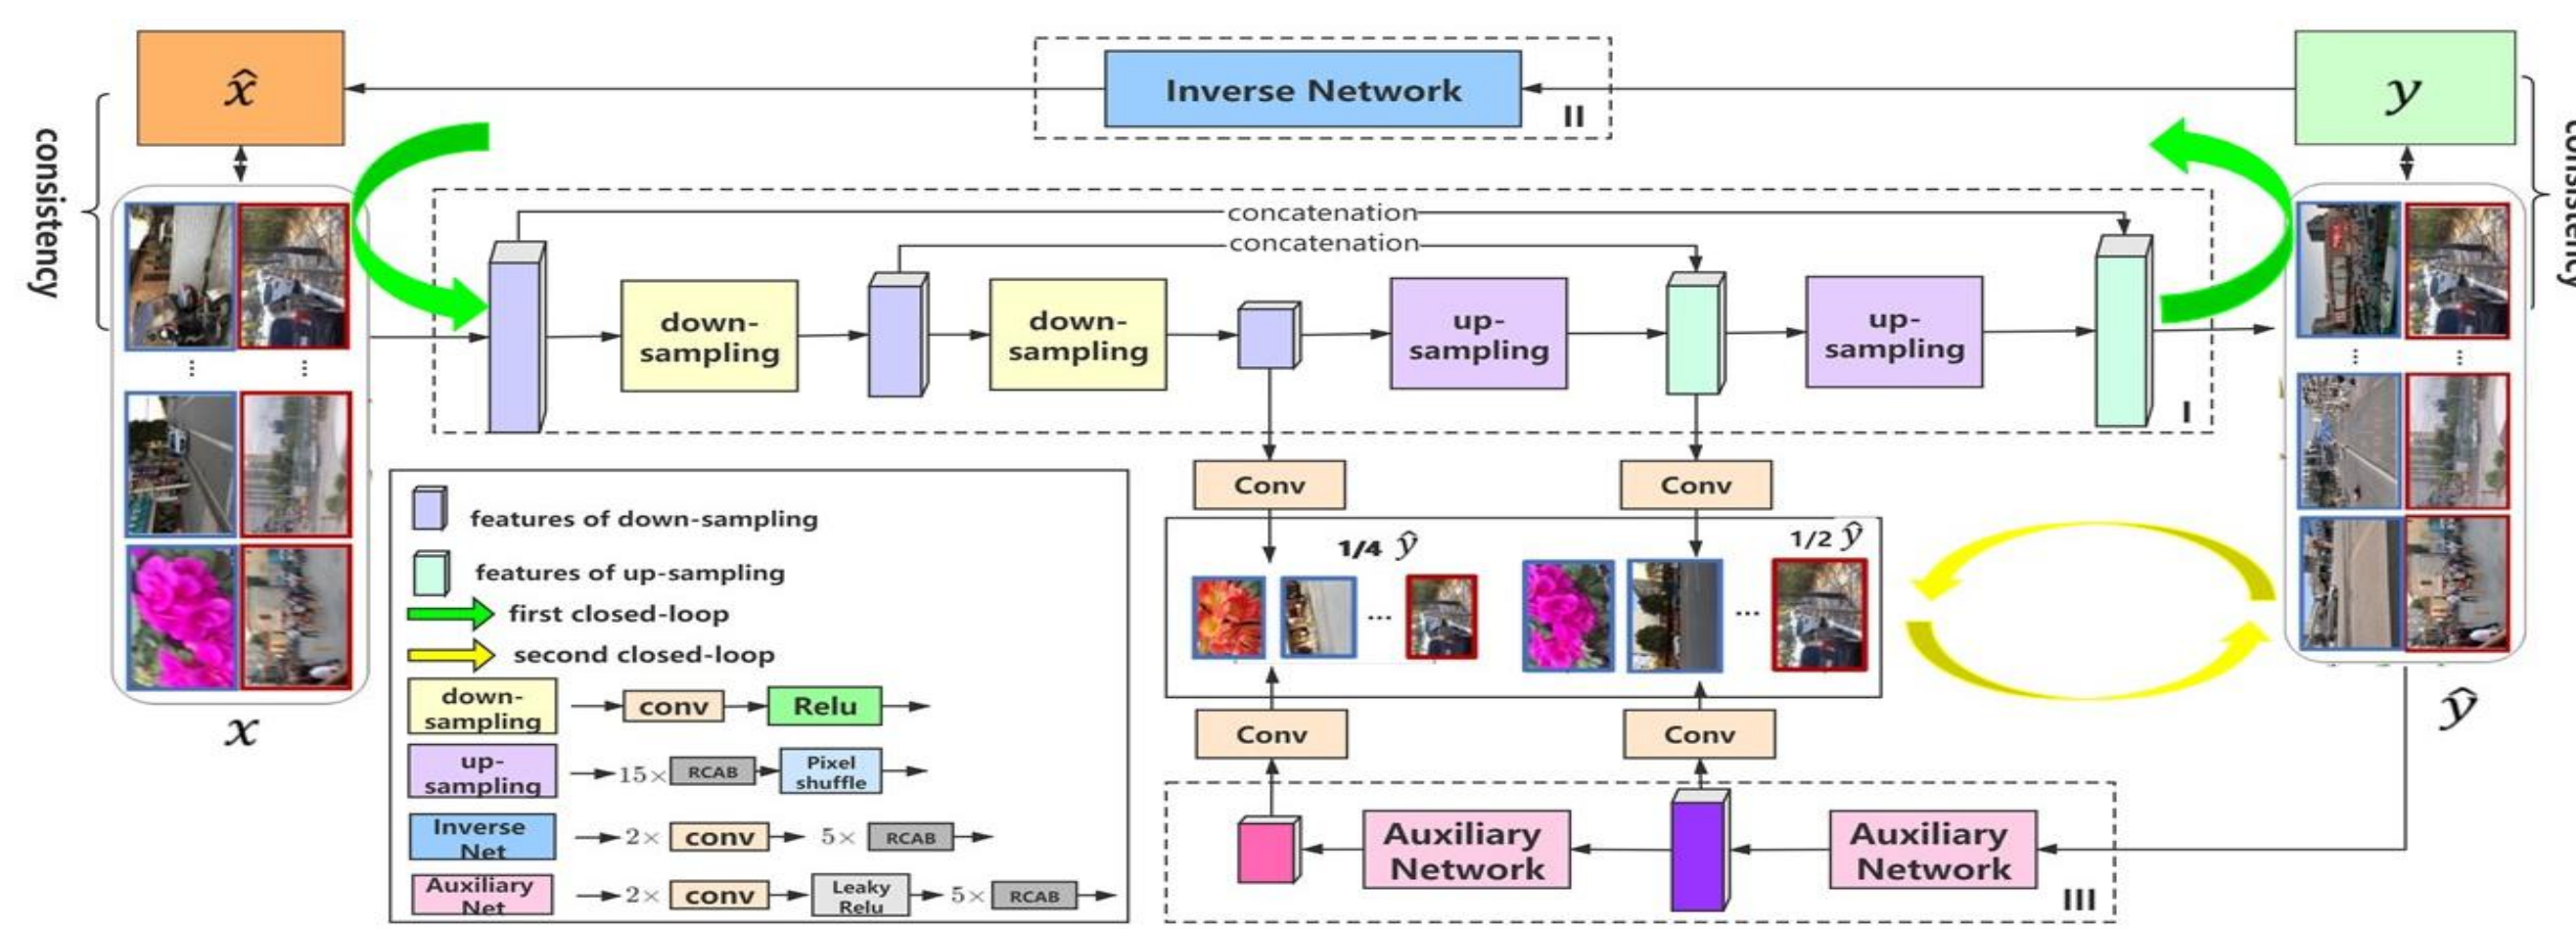 x̂
Inverse Network
II
y
consistency
consistency
concatenation
concatenation
down-
sampling
down-
sampling
up-
sampling
up-
sampling
I
⋮ ⋮
⋮ ⋮
x
ŷ
Conv
Conv
1/4 ŷ
1/2 ŷ
...
...
Conv
Conv
Auxiliary
Network
Auxiliary
Network
III
features of down-sampling
features of up-sampling
first closed-loop
second closed-loop
down-
sampling
conv
Relu
up-
sampling
15×
RCAB
Pixel
shuffle
Inverse
Net
2×
conv
5×
RCAB
Auxiliary
Net
2×
conv
Leaky
Relu
5×
RCAB